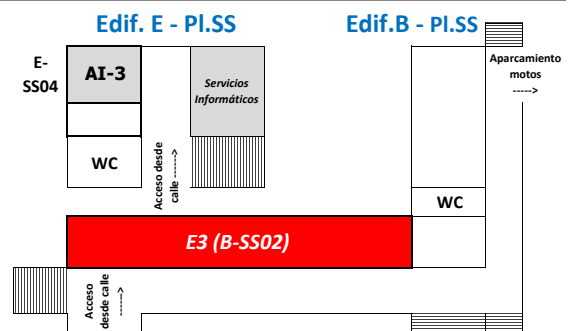 Edif. E - Pl.SS
Edif.B - Pl.SS
E-
SS04
AI-3
Servicios
Informáticos
Aparcamiento
motos
----->
WC
Acceso desde
calle ------>
WC
E3 (B-SS02)
Acceso
desde calle
---->